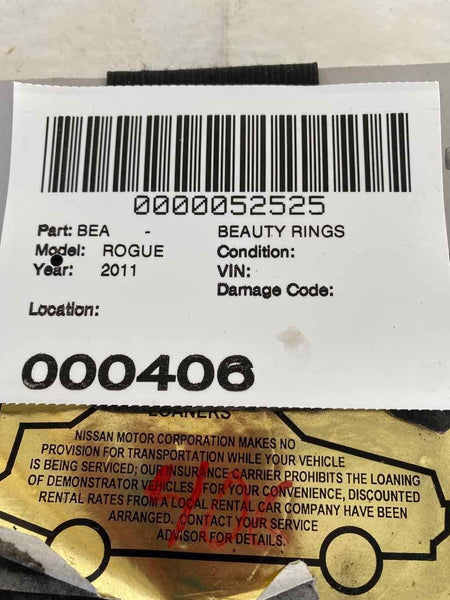 0000052525
Part: BEA - BEAUTY RINGS
Model: ROGUE Condition:
Year: 2011 VIN:
Damage Code:
Location:
000406
LOANERS
NISSAN MOTOR CORPORATION MAKES NO
PROVISION FOR TRANSPORTATION WHILE YOUR VEHICLE
IS BEING SERVICED; OUR INSURANCE CARRIER PROHIBITS THE LOANING
OF DEMONSTRATOR VEHICLES. FOR YOUR CONVENIENCE, DISCOUNTED
RENTAL RATES FROM A LOCAL RENTAL CAR COMPANY HAVE BEEN
ARRANGED. CONTACT YOUR SERVICE
ADVISOR FOR DETAILS.